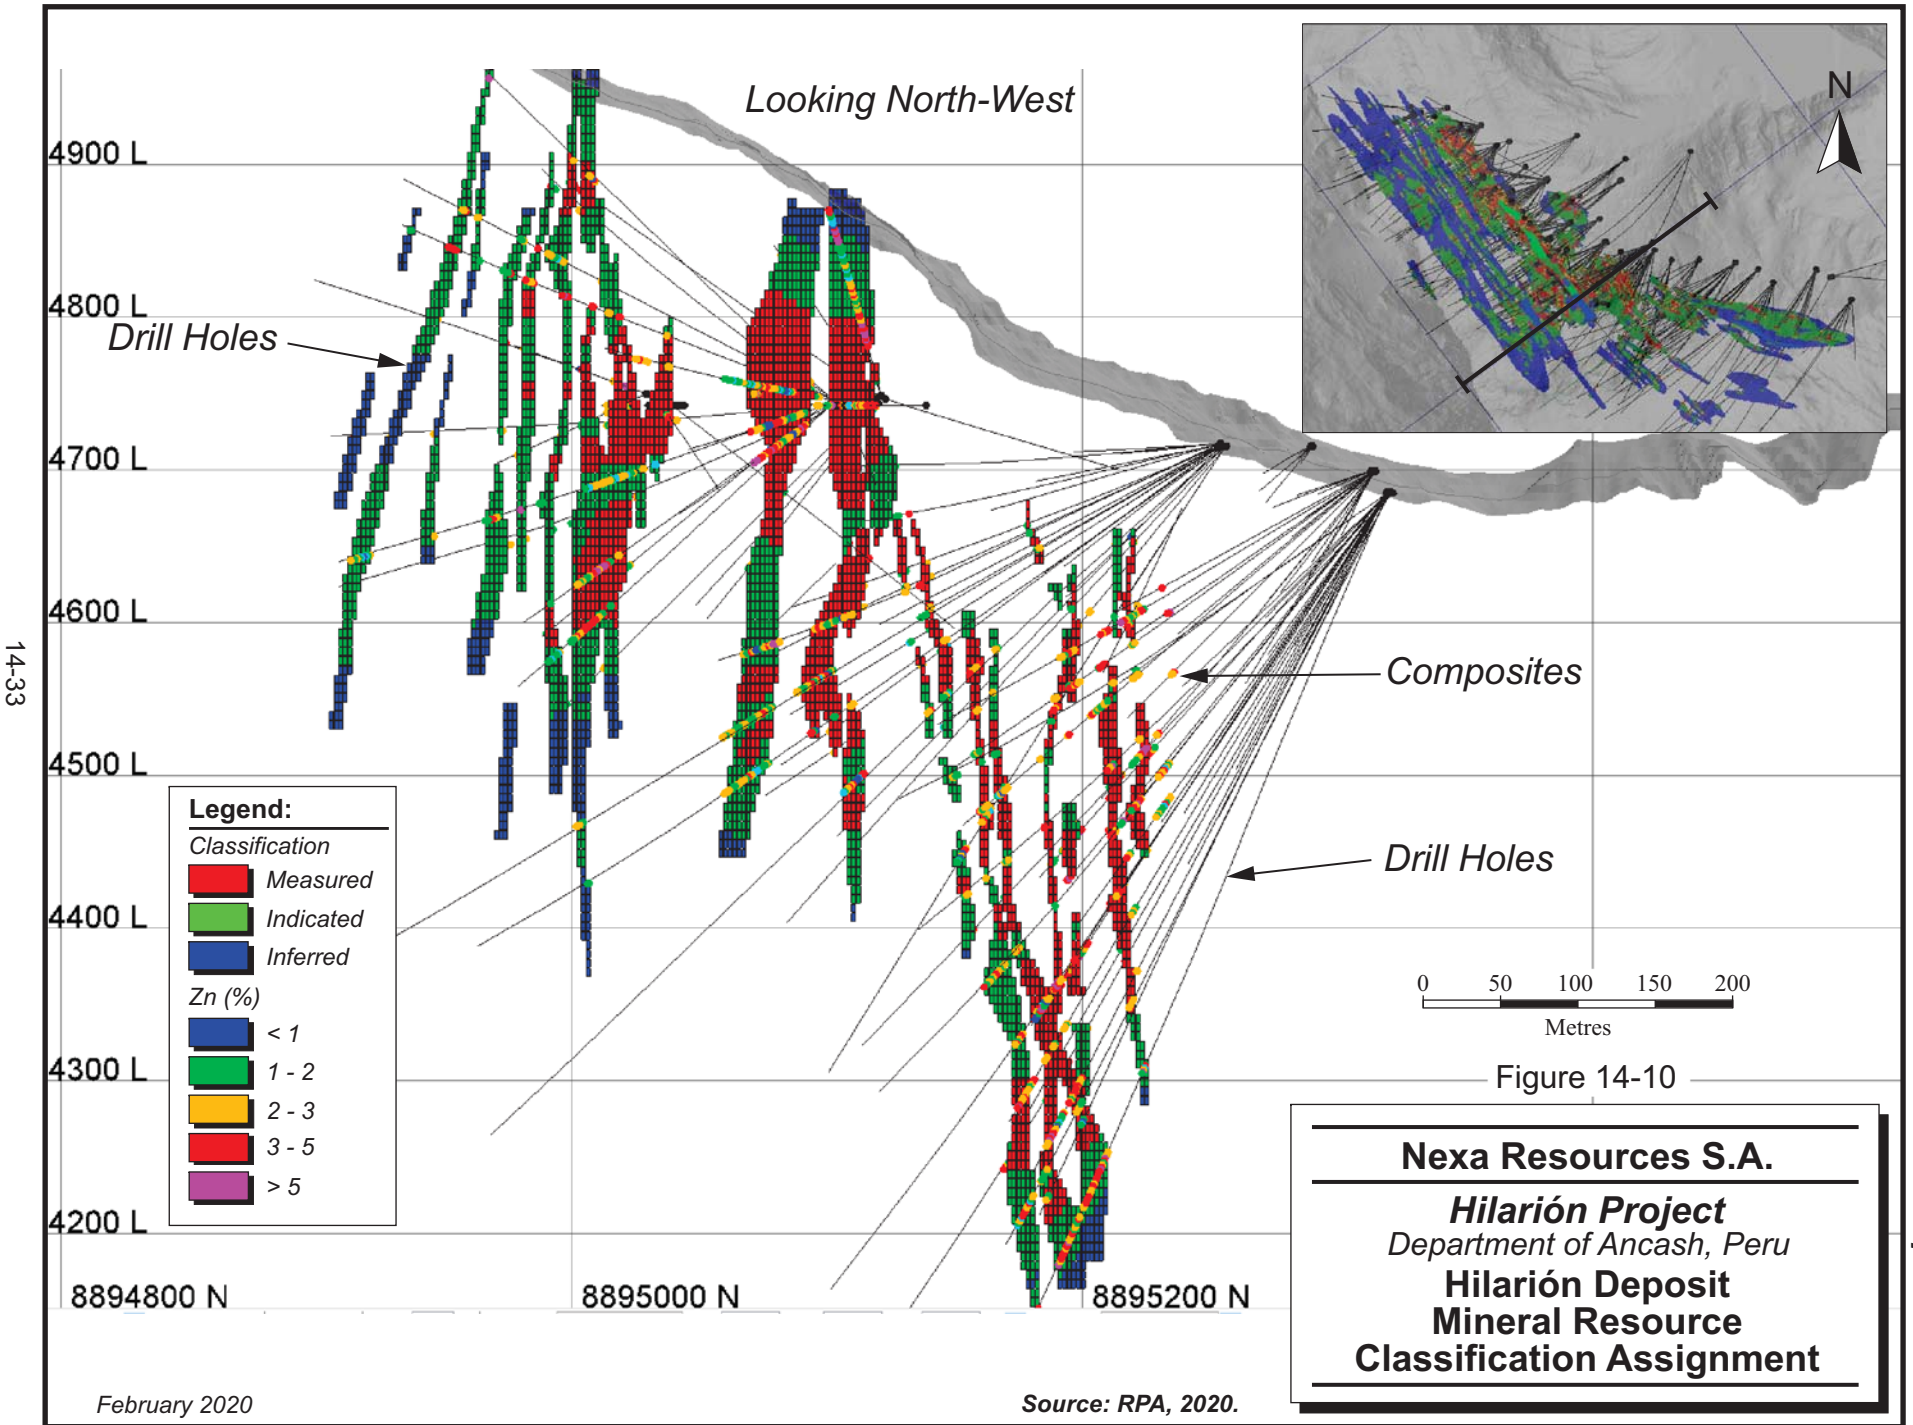 Looking North-West
N
4900 L
4800 L
Drill Holes
4700 L
4600 L
Composites
14-33
4500 L
Legend:
Classification
Measured
Indicated
Inferred
Zn (%)
< 1
1 - 2
2 - 3
3 - 5
> 5
Drill Holes
4400 L
0 50 100 150 200
Metres
4300 L
Figure 14-10
Nexa Resources S.A.
Hilarión Project
Department of Ancash, Peru
Hilarión Deposit
Mineral Resource
Classification Assignment
4200 L
8894800 N 8895000 N 8895200 N
February 2020
Source: RPA, 2020.